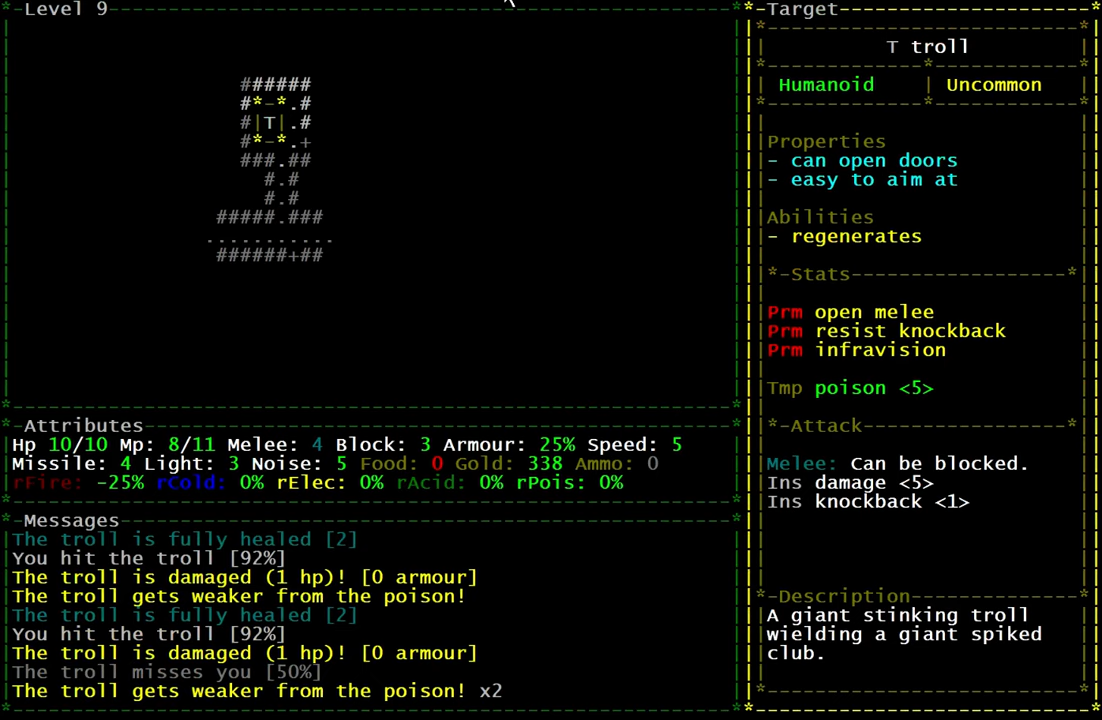 Level 9
######
#*-*.#
#|T|.#
#*-*.+
###.##
#.#
#.#
#####.###
...........
######+##
Attributes
Hp 10/10 Mp: 8/11 Melee: 4 Block: 3 Armour: 25% Speed: 5
Missile: 4 Light: 3 Noise: 5 Food: 0 Gold: 338 Ammo: 0
rFire: -25% rCold: 0% rElec: 0% rAcid: 0% rPois: 0%
Messages
The troll is fully healed [2]
You hit the troll [92%]
The troll is damaged (1 hp)! [0 armour]
The troll gets weaker from the poison!
The troll is fully healed [2]
You hit the troll [92%]
The troll is damaged (1 hp)! [0 armour]
The troll misses you [50%]
The troll gets weaker from the poison! x2
Target
T troll
Humanoid | Uncommon
Properties
- can open doors
- easy to aim at
Abilities
- regenerates
Stats
Prm open melee
Prm resist knockback
Prm infravision
Tmp poison <5>
Attack
Melee: Can be blocked.
Ins damage <5>
Ins knockback <1>
Description
A giant stinking troll
wielding a giant spiked
club.